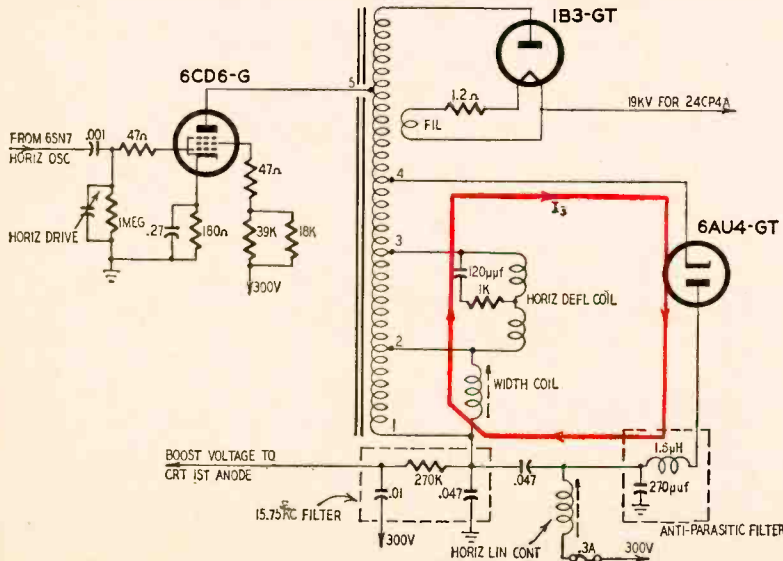 1B3-GT
6CD6-G
5
1.2Ω
19KV FOR 24CP4A
FROM 6SN7
HORIZ OSC
.001
47Ω
FIL
47Ω
4
I3
6AU4-GT
HORIZ DRIVE
1MEG
.27
180Ω
39K
18K
300V
3
120μμf
1K
HORIZ DEFL COIL
2
WIDTH COIL
1
BOOST VOLTAGE TO
CRT 1ST ANODE
270K
.047
1.5μH
.01
.047
270μμf
15.75KC FILTER
300V
HORIZ LIN CONT
.3A
300V
ANTI-PARASITIC FILTER